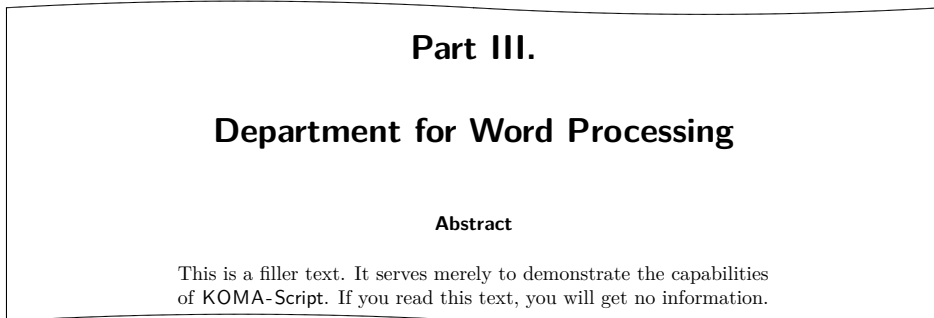 Part III.
Department for Word Processing
Abstract
This is a filler text. It serves merely to demonstrate the capabilities
of KOMA-Script. If you read this text, you will get no information.